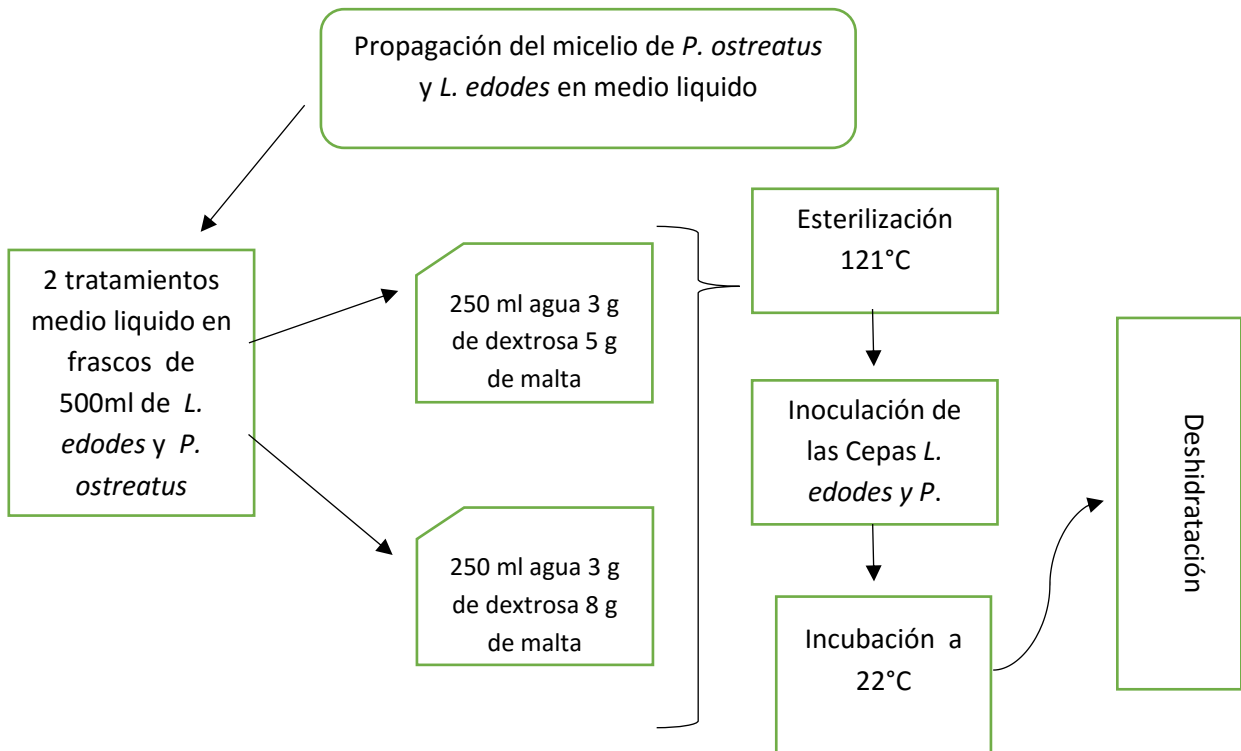 Propagación del micelio de P. ostreatus
y L. edodes en medio liquido
2 tratamientos
medio liquido en
frascos de
500ml de L.
edodes y P.
ostreatus
250 ml agua 3 g
de dextrosa 5 g
de malta
250 ml agua 3 g
de dextrosa 8 g
de malta
Esterilización
121°C
Inoculación de
las Cepas L.
edodes y P.
Incubación a
22°C
Deshidratación